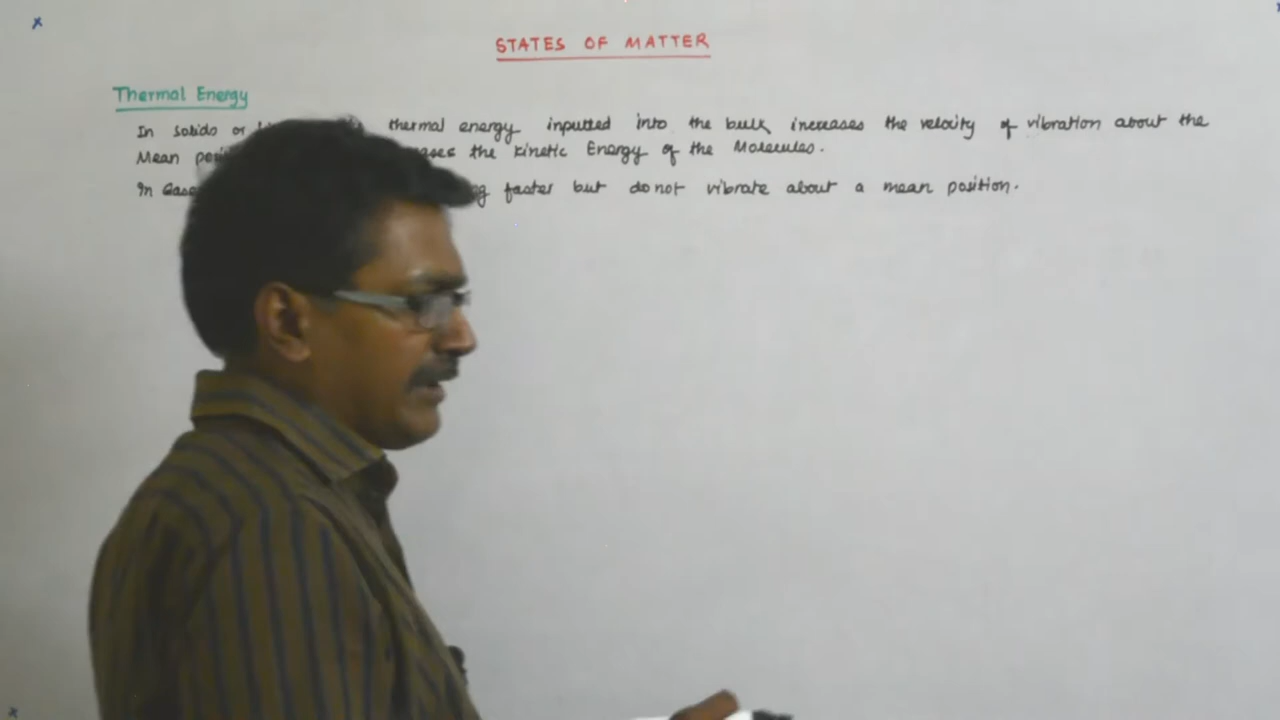 STATES OF MATTER
Thermal Energy
In Solids or thermal energy inputted into the bulk increases the velocity of vibration about the
Mean the Kinetic Energy of the Molecules.
In faster but do not vibrate about a mean position.